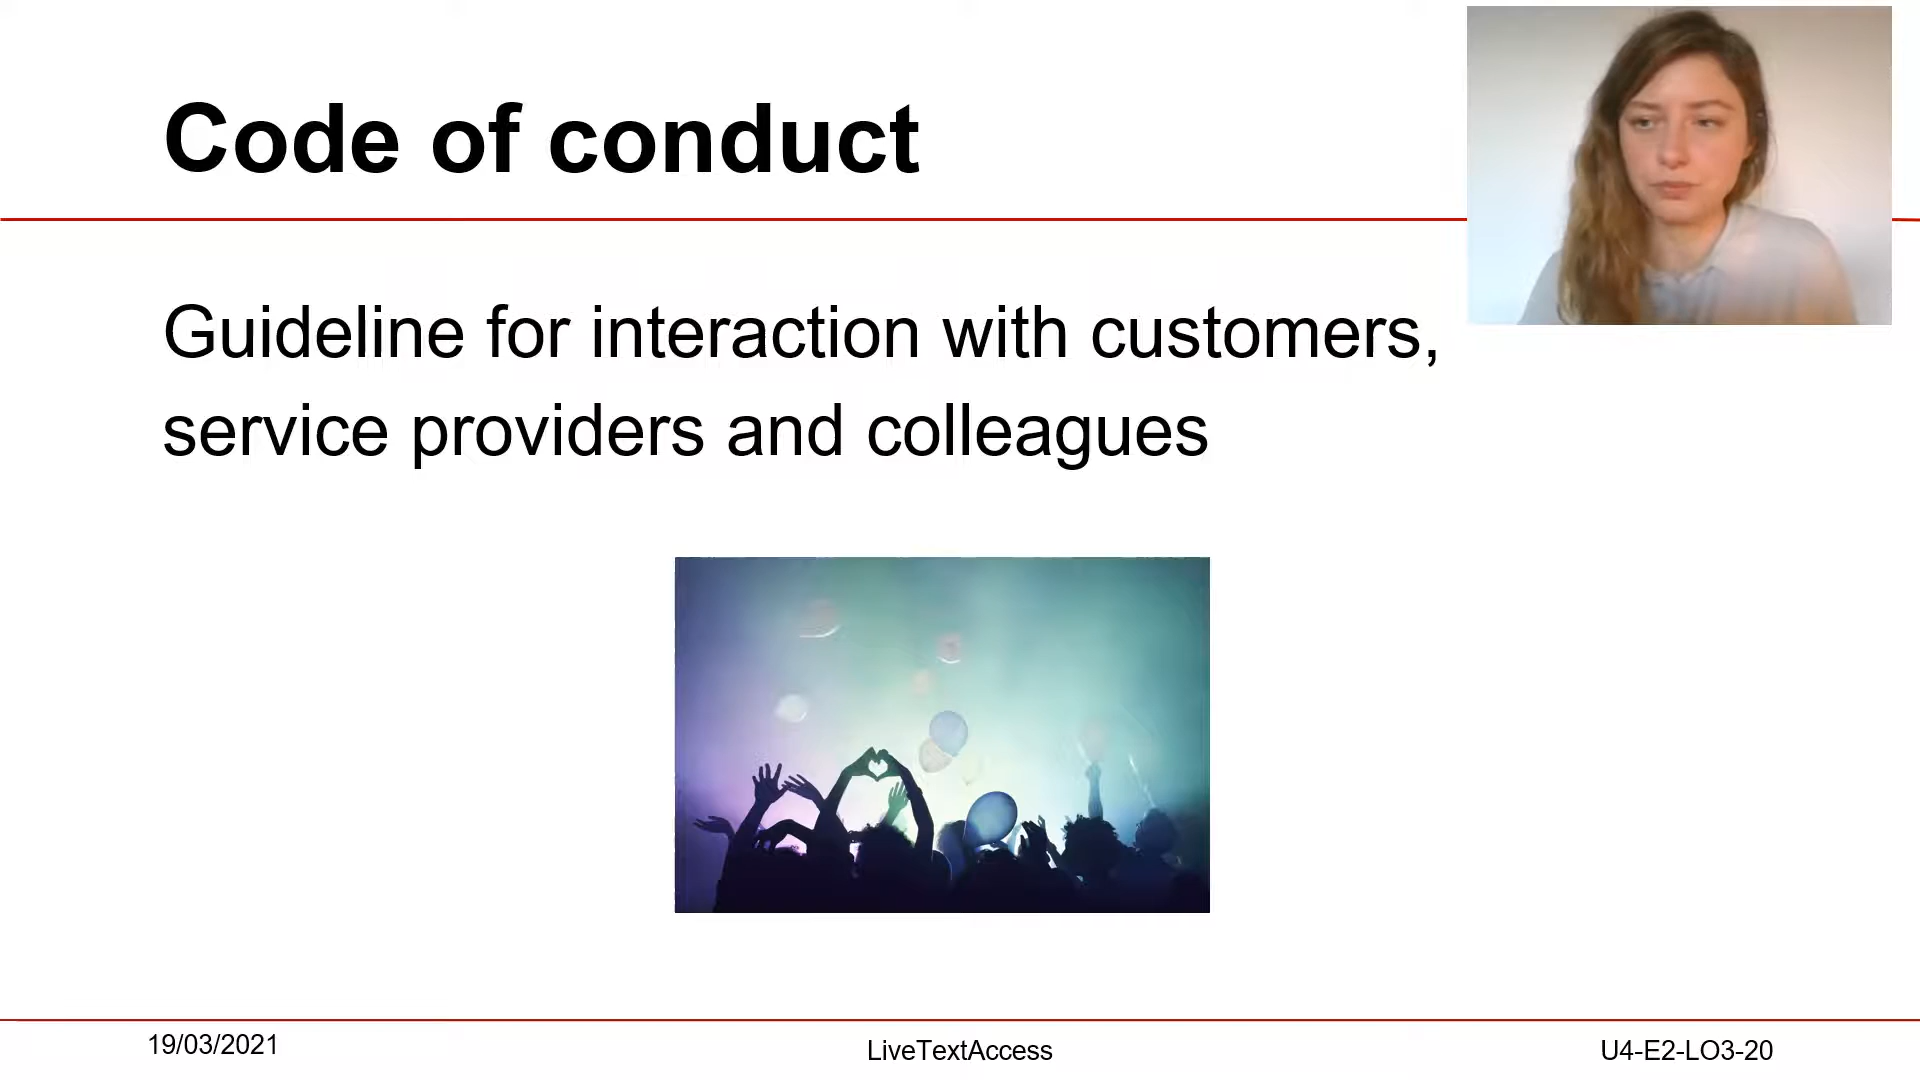 Code of conduct
Guideline for interaction with customers,
service providers and colleagues
19/03/2021
LiveTextAccess
U4-E2-LO3-20